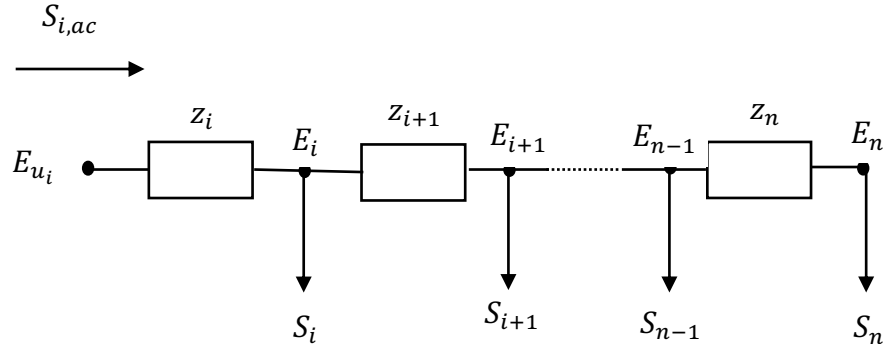 S_{i,ac}
z_i z_{i+1} z_n
E_{u_i} E_i E_{i+1} E_{n-1} E_n
S_i S_{i+1} S_{n-1} S_n